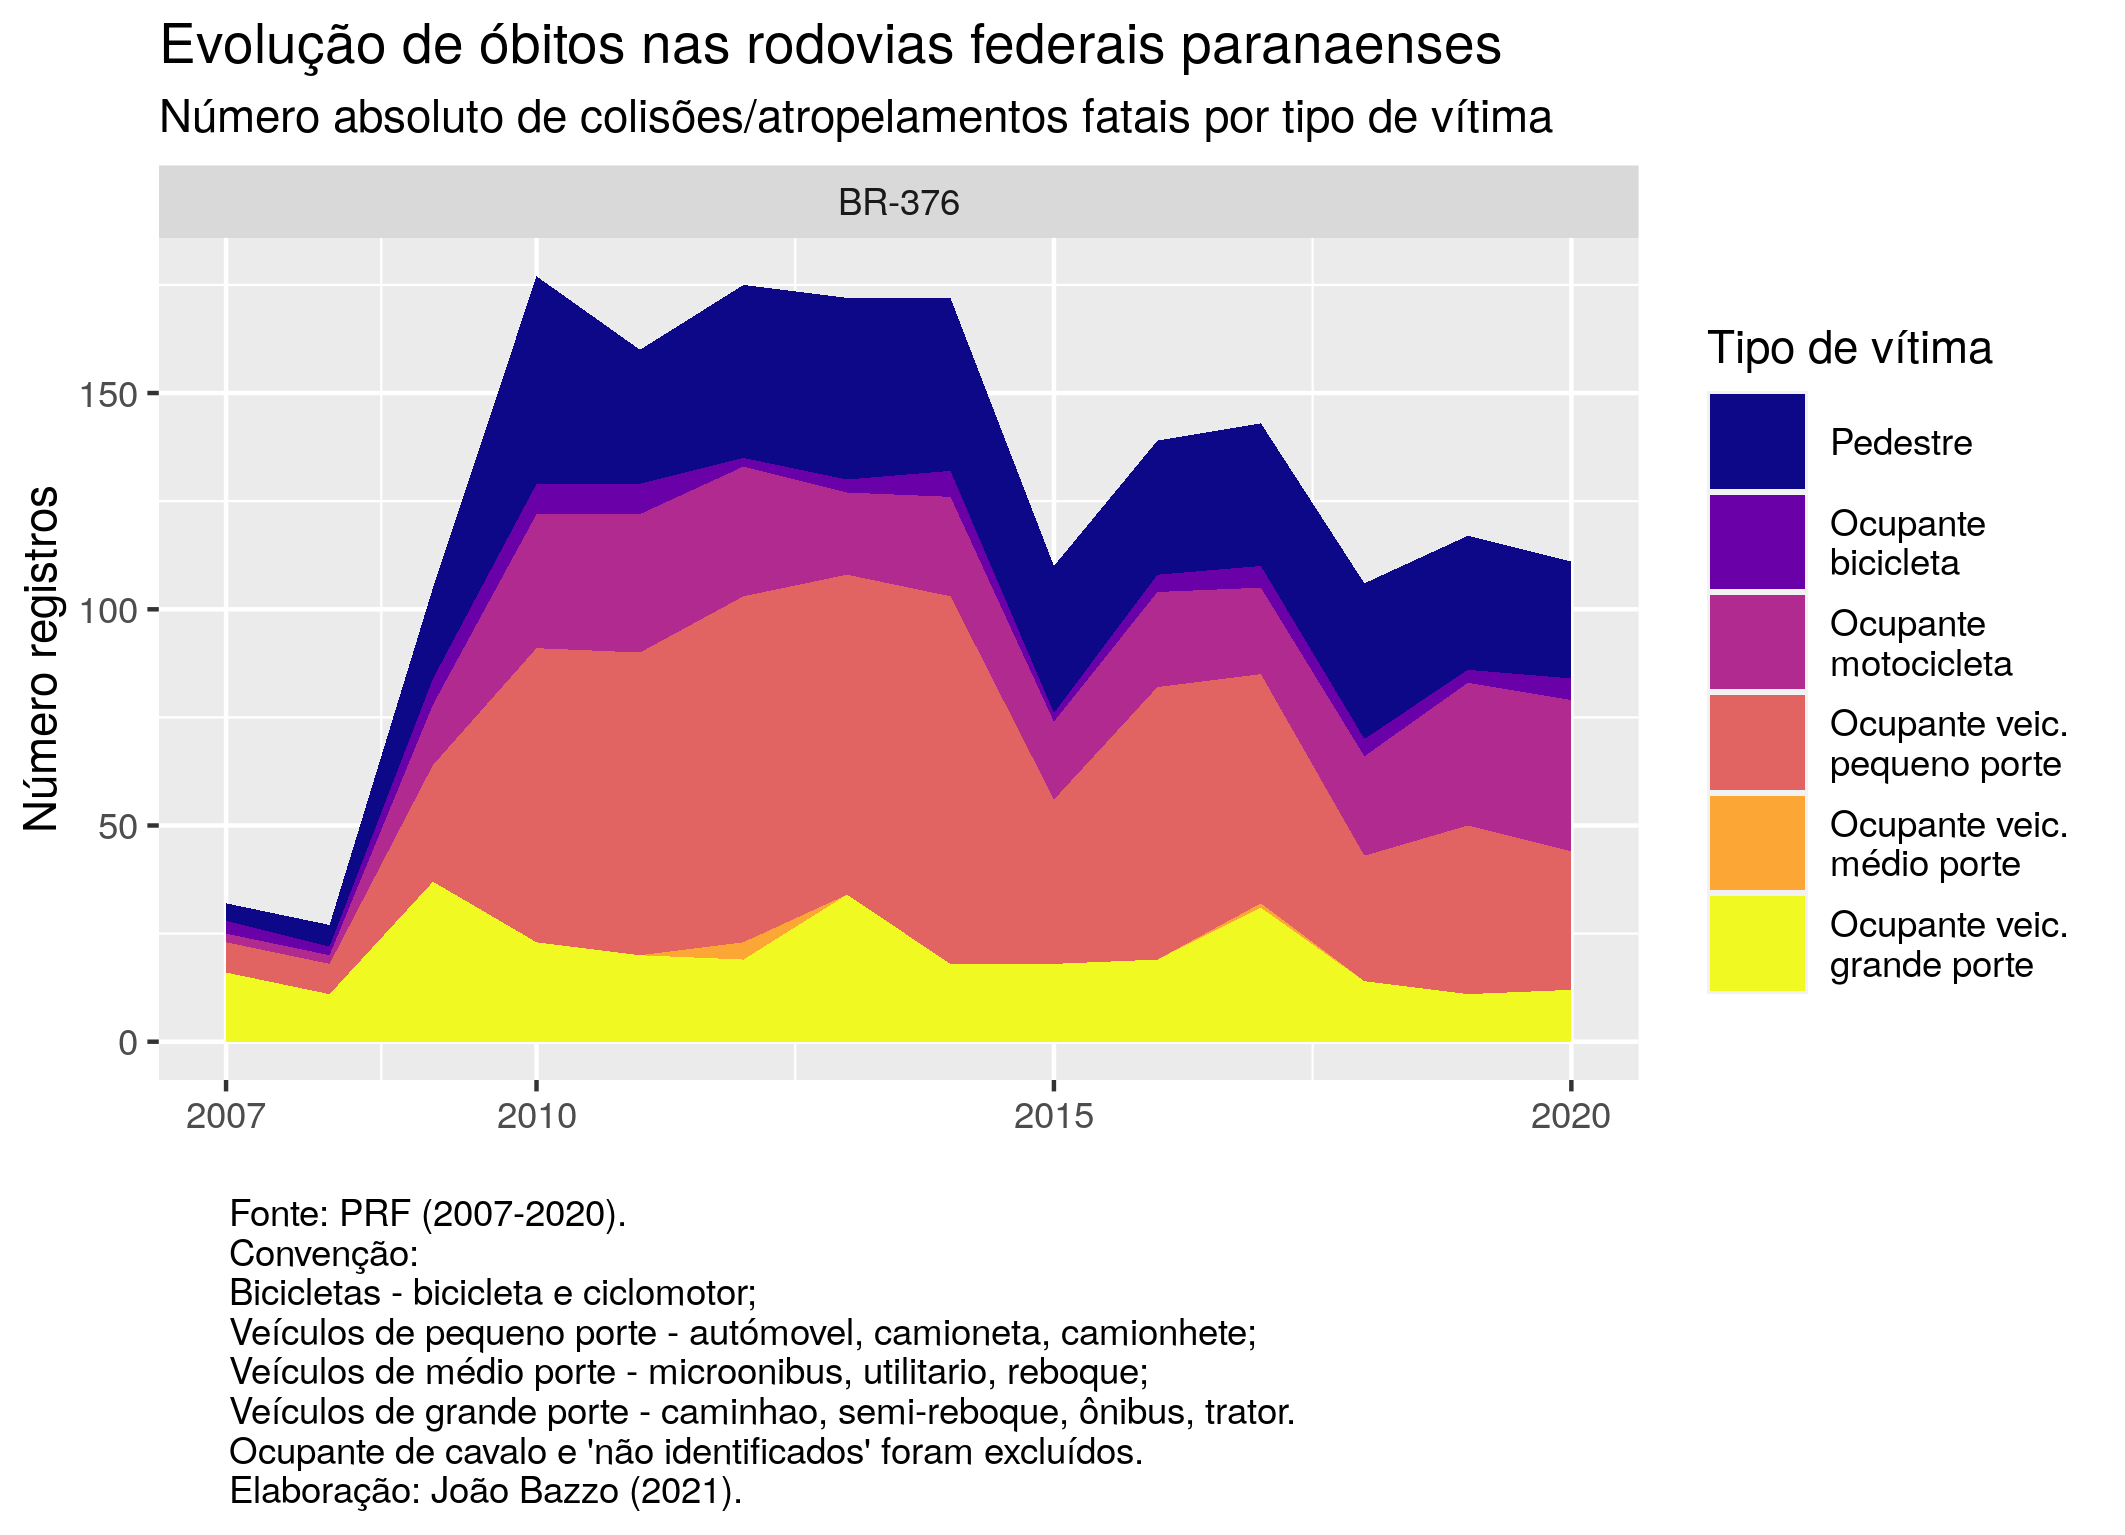 Evolução de óbitos nas rodovias federais paranaenses
Número absoluto de colisões/atropelamentos fatais por tipo de vítima
BR-376
Número registros
150
100
50
0
2007
2010
2015
2020
Tipo de vítima
Pedestre
Ocupante
bicicleta
Ocupante
motocicleta
Ocupante veic.
pequeno porte
Ocupante veic.
médio porte
Ocupante veic.
grande porte
Fonte: PRF (2007-2020).
Convenção:
Bicicletas - bicicleta e ciclomotor;
Veículos de pequeno porte - autómovel, camioneta, camionhete;
Veículos de médio porte - microonibus, utilitario, reboque;
Veículos de grande porte - caminhao, semi-reboque, ônibus, trator.
Ocupante de cavalo e 'não identificados' foram excluídos.
Elaboração: João Bazzo (2021).